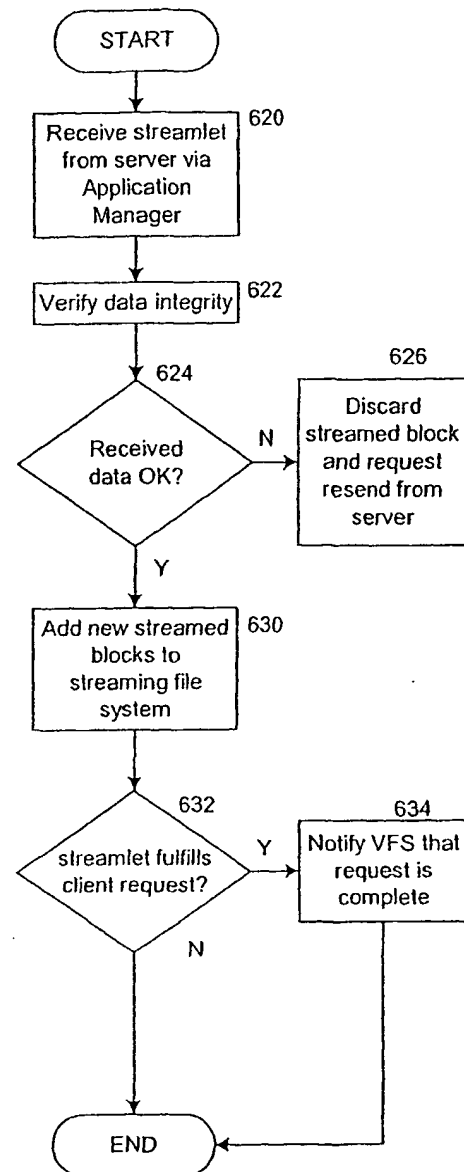 START
620
Receive streamlet
from server via
Application
Manager
Verify data integrity
622
624
626
Received
data OK?
N
Discard
streamed block
and request
resend from
server
Y
Add new streamed
blocks to
streaming file
system
630
632
634
streamlet fulfills
client request?
Y
Notify VFS that
request is
complete
N
END